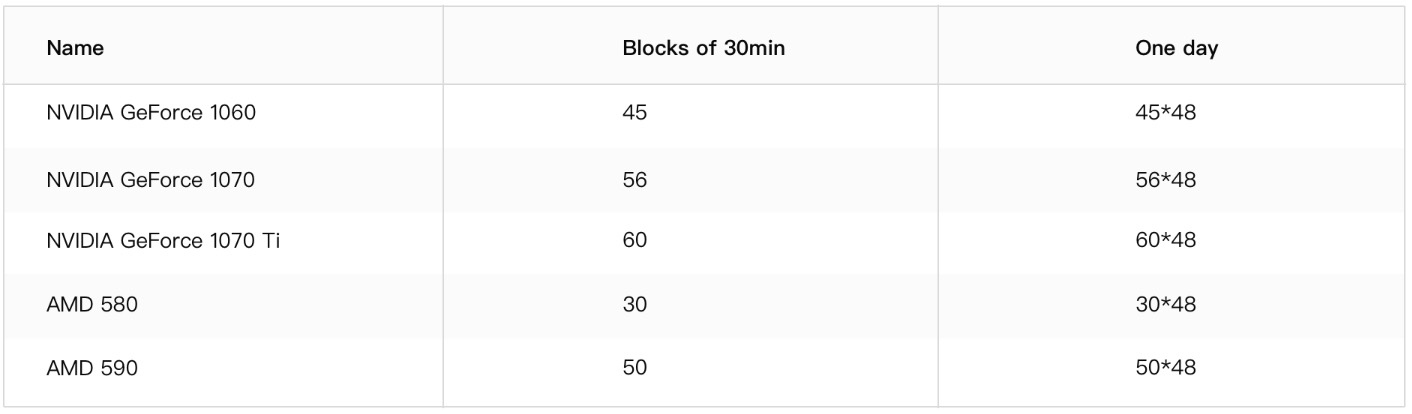 Name Blocks of 30min One day
NVIDIA GeForce 1060 45 45*48
NVIDIA GeForce 1070 56 56*48
NVIDIA GeForce 1070 Ti 60 60*48
AMD 580 30 30*48
AMD 590 50 50*48